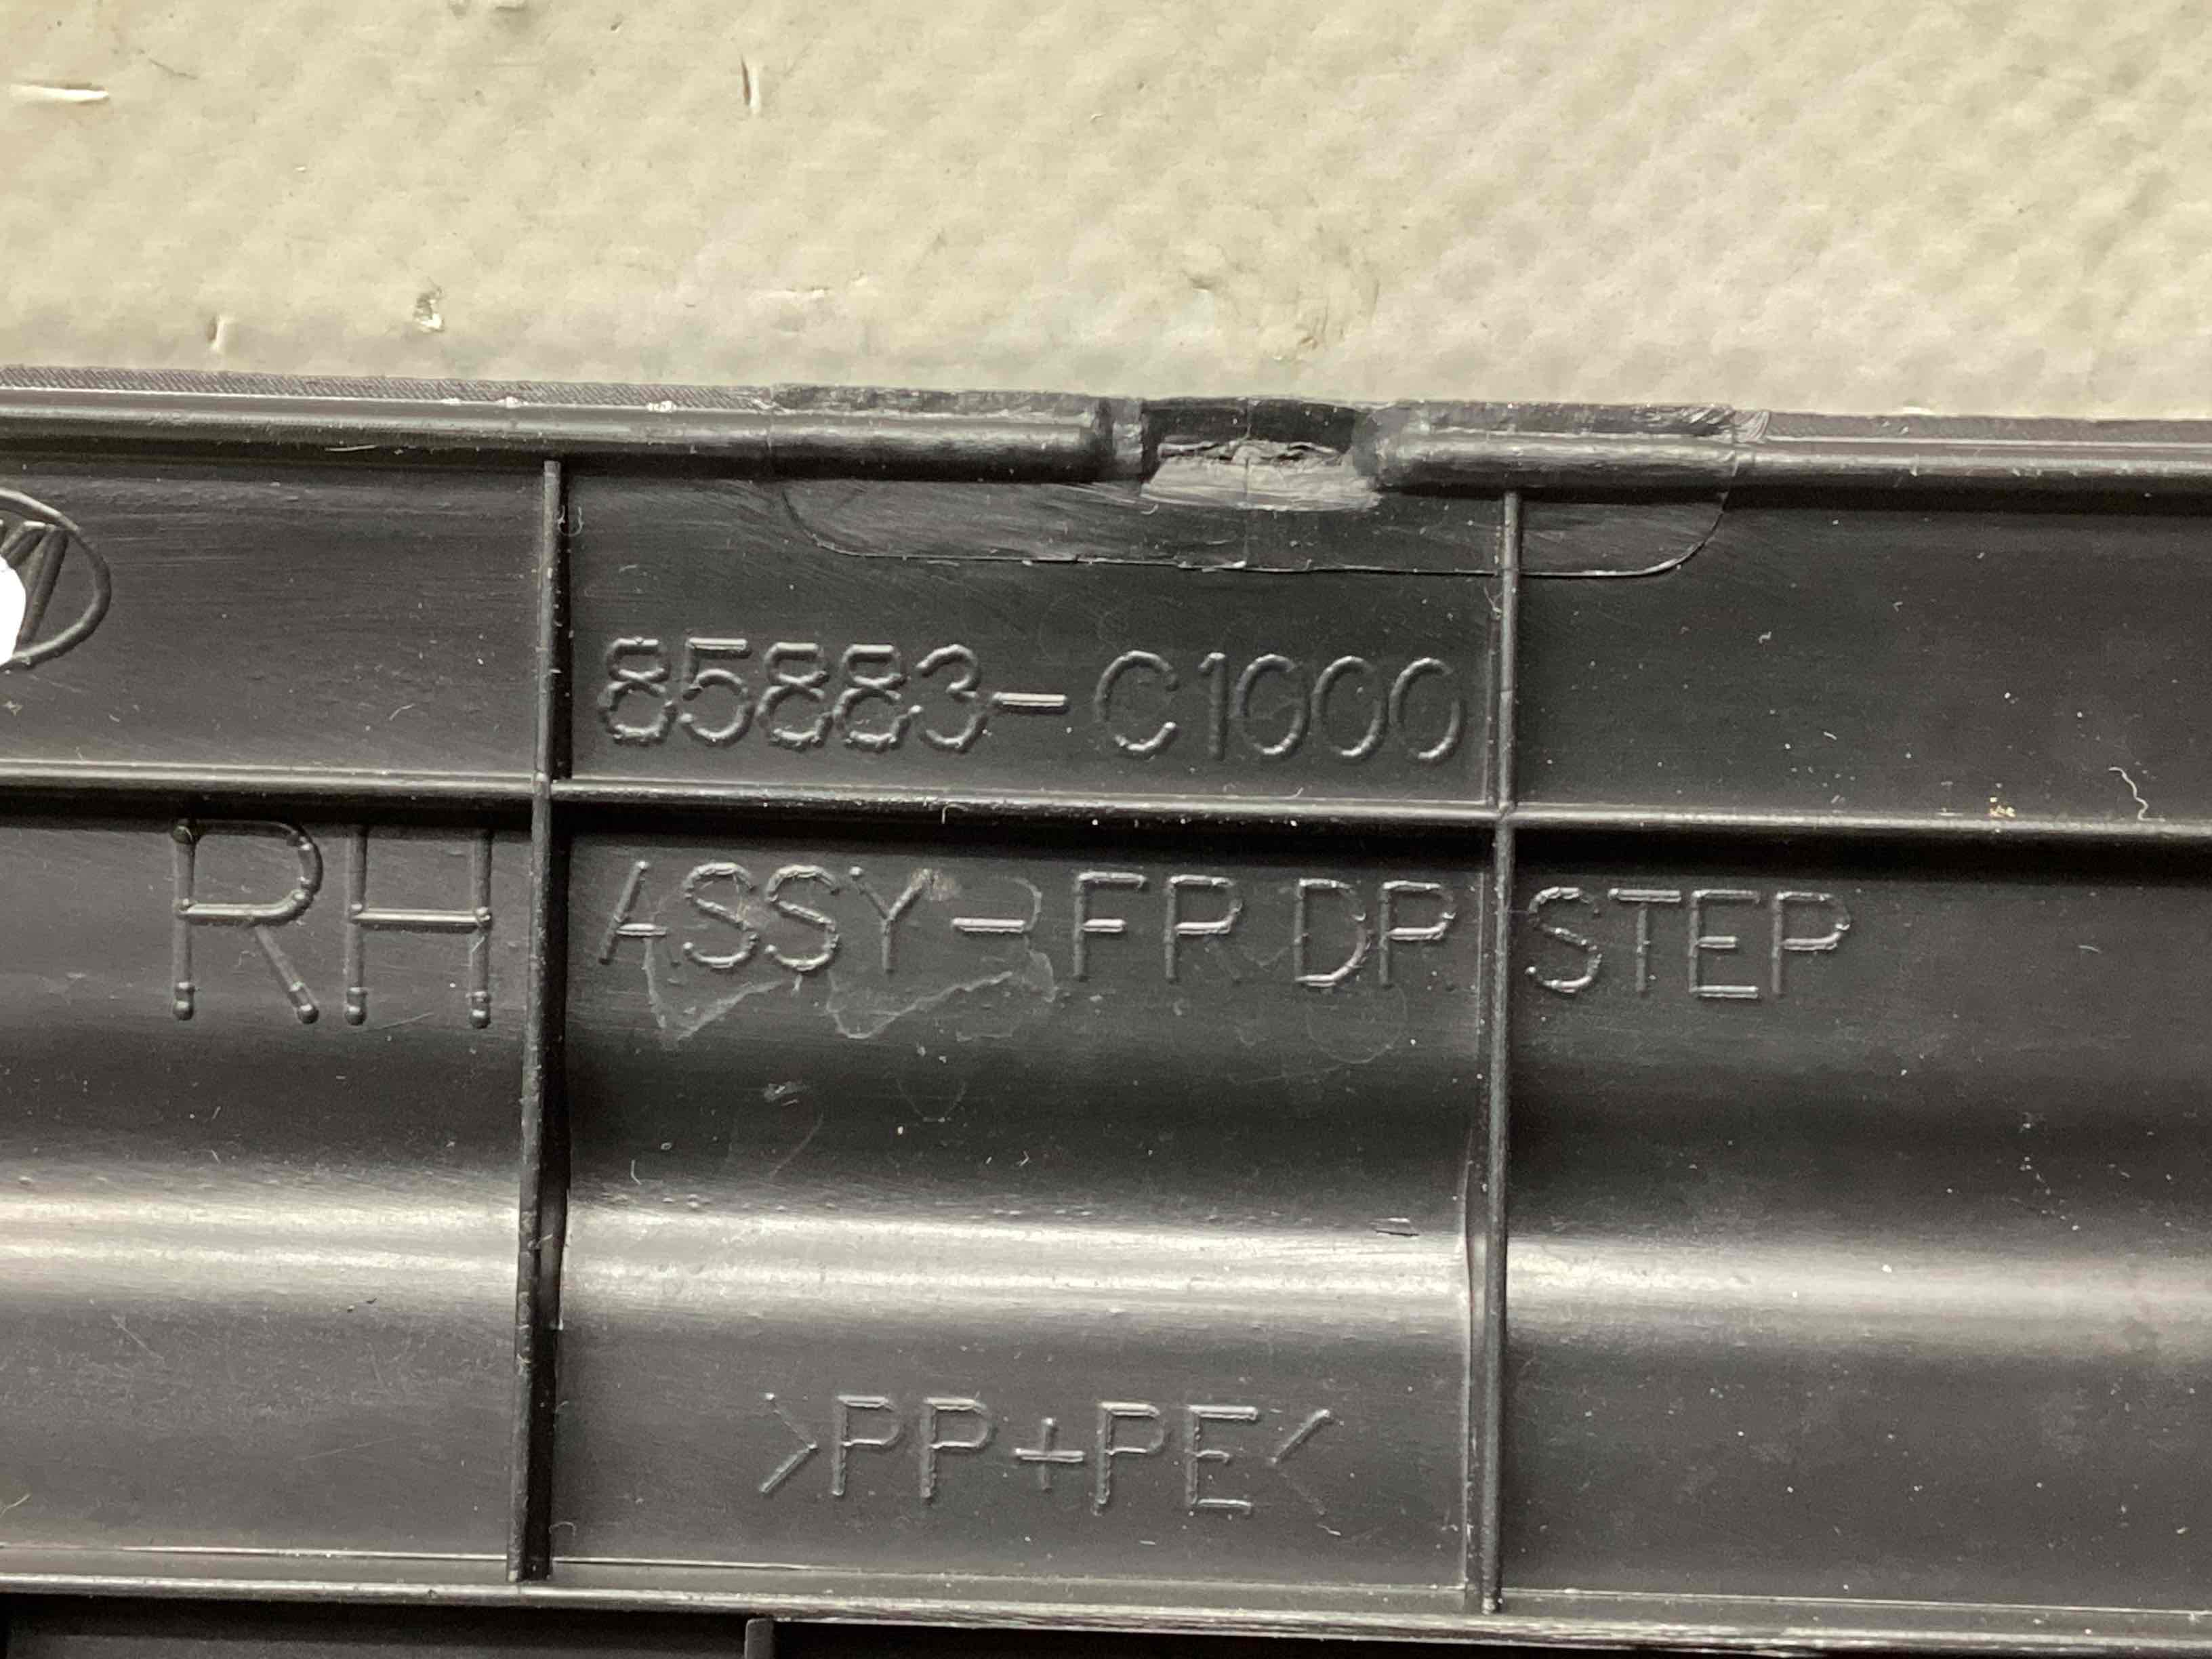 85883-C1000
RH ASSY-FR DR STEP
>PP+PE<